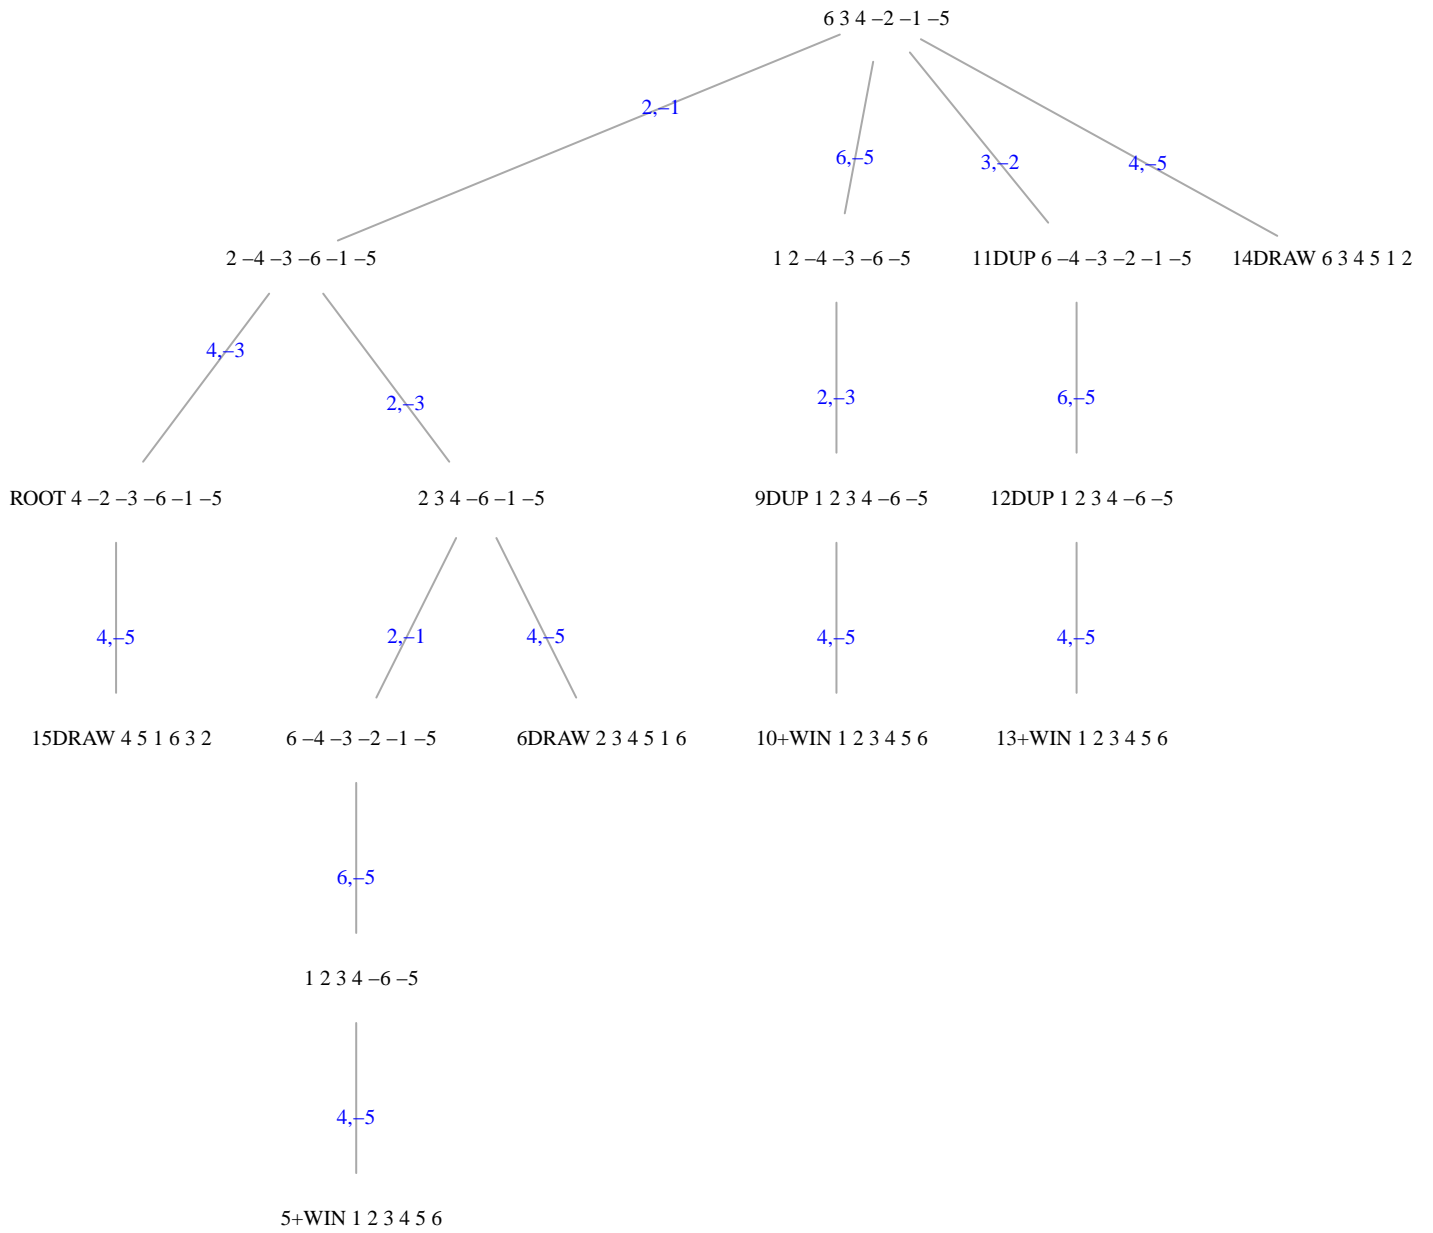 6 3 4 –2 –1 –5
2,–1
6,–5
3,–2
4,–5
2 –4 –3 –6 –1 –5
1 2 –4 –3 –6 –5
11DUP 6 –4 –3 –2 –1 –5
14DRAW 6 3 4 5 1 2
4,–3
2,–3
2,–3
6,–5
ROOT 4 –2 –3 –6 –1 –5
2 3 4 –6 –1 –5
9DUP 1 2 3 4 –6 –5
12DUP 1 2 3 4 –6 –5
4,–5
2,–1
4,–5
4,–5
4,–5
15DRAW 4 5 1 6 3 2
6 –4 –3 –2 –1 –5
6DRAW 2 3 4 5 1 6
10+WIN 1 2 3 4 5 6
13+WIN 1 2 3 4 5 6
6,–5
1 2 3 4 –6 –5
4,–5
5+WIN 1 2 3 4 5 6